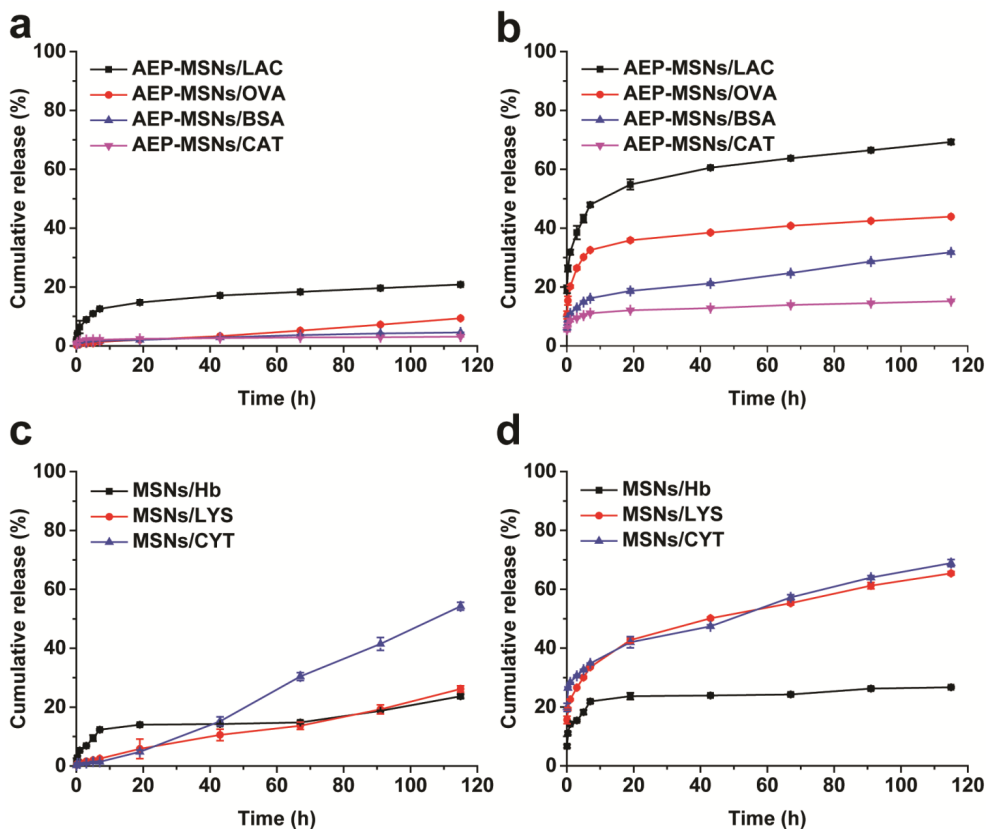 a
AEP-MSNs/LAC
AEP-MSNs/OVA
AEP-MSNs/BSA
AEP-MSNs/CAT
Cumulative release (%)
100
80
60
40
20
0
0 20 40 60 80 100 120
Time (h)
b
AEP-MSNs/LAC
AEP-MSNs/OVA
AEP-MSNs/BSA
AEP-MSNs/CAT
Cumulative release (%)
100
80
60
40
20
0
0 20 40 60 80 100 120
Time (h)
c
MSNs/Hb
MSNs/LYS
MSNs/CYT
Cumulative release (%)
100
80
60
40
20
0
0 20 40 60 80 100 120
Time (h)
d
MSNs/Hb
MSNs/LYS
MSNs/CYT
Cumulative release (%)
100
80
60
40
20
0
0 20 40 60 80 100 120
Time (h)